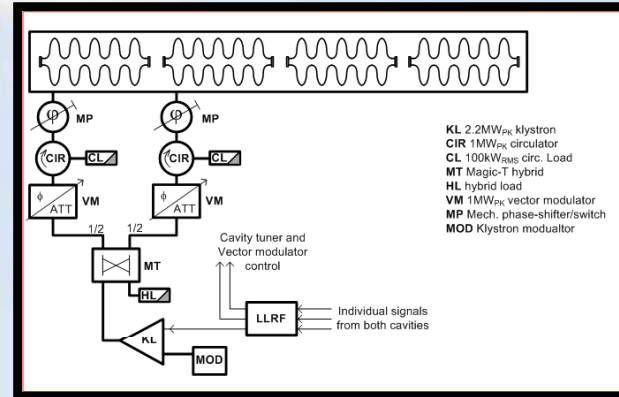 φ
MP
φ
MP
CIR
CL
CIR
CL
ϕ
ATT
VM
ϕ
ATT
VM
1/2
1/2
MT
HL
KL
MOD
Cavity tuner and
Vector modulator
control
LLRF
Individual signals
from both cavities
KL 2.2MWPK klystron
CIR 1MWPK circulator
CL 100kWRMS circ. Load
MT Magic-T hybrid
HL hybrid load
VM 1MWPK vector modulator
MP Mech. phase-shifter/switch
MOD Klystron modualtor